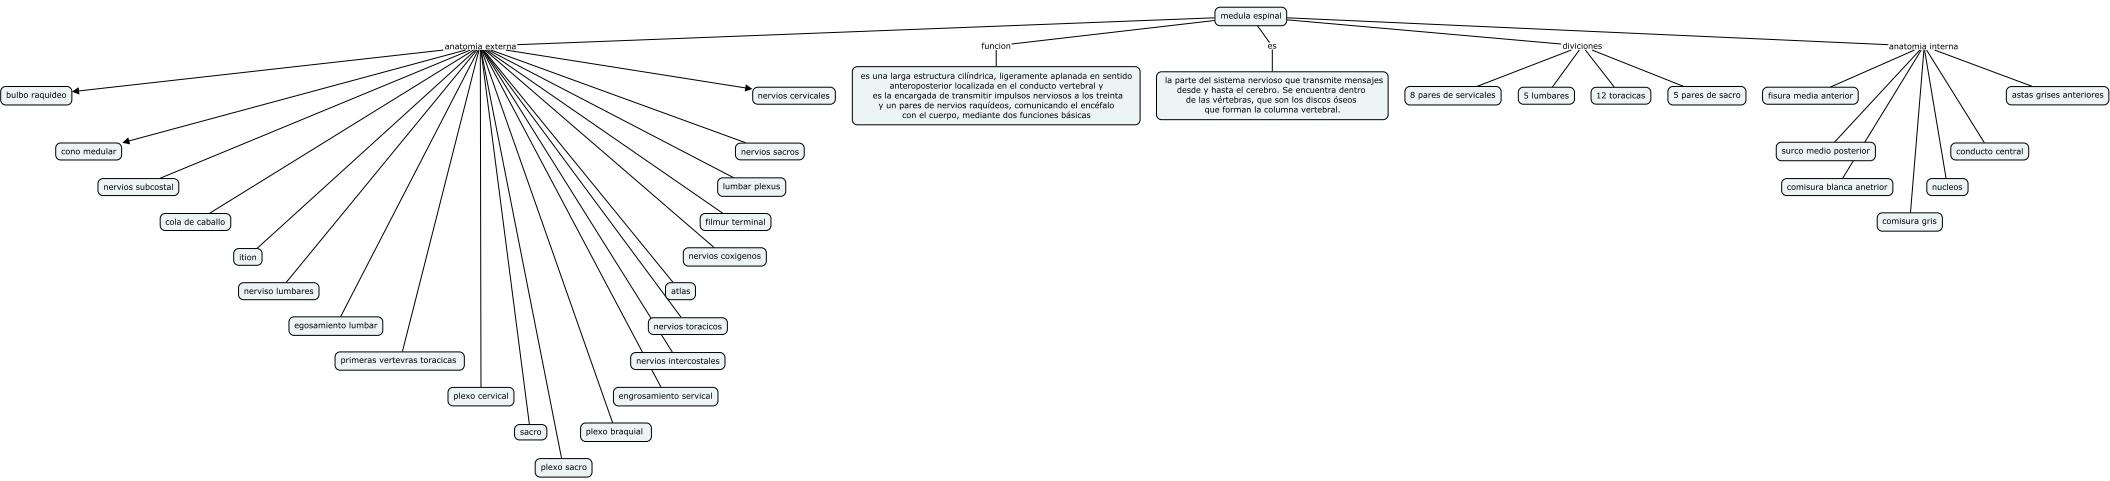 medula espinal
anatomia externa
funcion
es
diviciones
anatomia interna
bulbo raquideo
nervios cervicales
es una larga estructura cilíndrica, ligeramente aplanada en sentido
anteroposterior localizada en el conducto vertebral y
es la encargada de transmitir impulsos nerviosos a los treinta
y un pares de nervios raquídeos, comunicando el encéfalo
con el cuerpo, mediante dos funciones básicas
la parte del sistema nervioso que transmite mensajes
desde y hasta el cerebro. Se encuentra dentro
de las vértebras, que son los discos óseos
que forman la columna vertebral.
8 pares de servicales
5 lumbares
12 toracicas
5 pares de sacro
fisura media anterior
astas grises anteriores
cono medular
nervios sacros
surco medio posterior
conducto central
nervios subcostal
lumbar plexus
comisura blanca anetrior
nucleos
cola de caballo
filmur terminal
comisura gris
ition
nervios coxigenos
nerviso lumbares
atlas
egosamiento lumbar
nervios toracicos
primeras vertevras toracicas
nervios intercostales
plexo cervical
engrosamiento servical
sacro
plexo braquial
plexo sacro